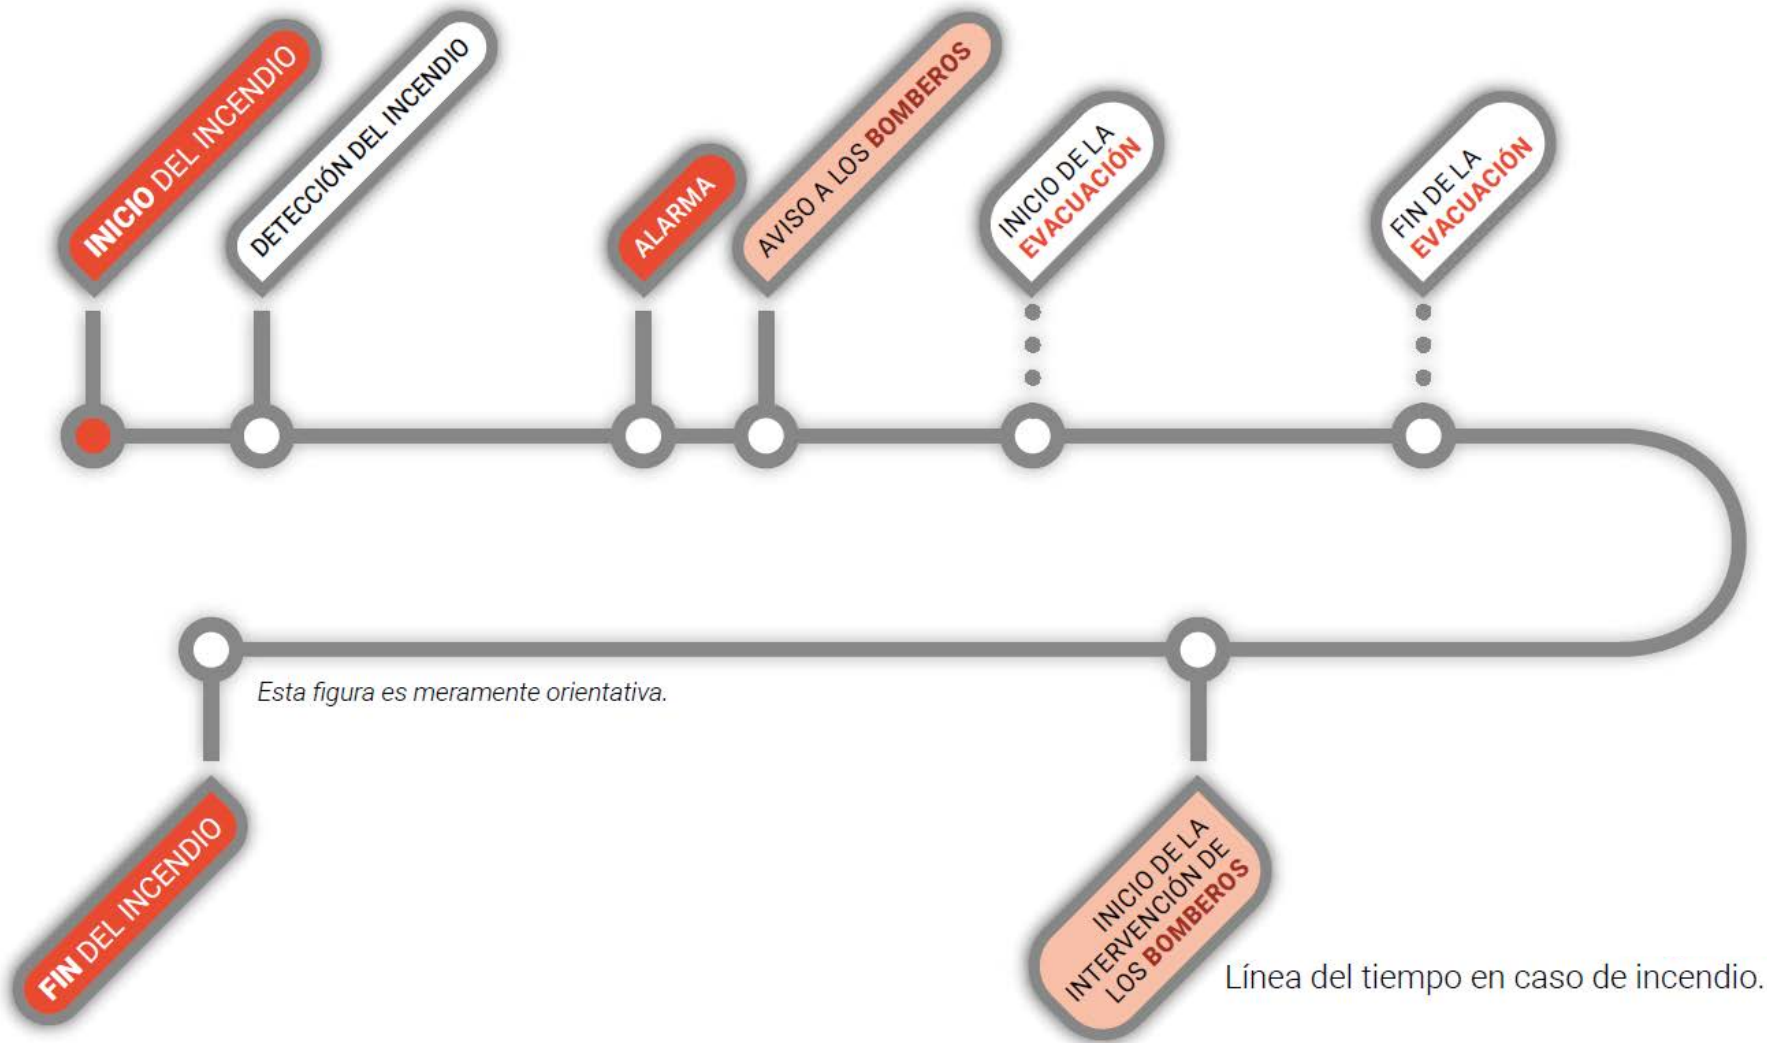 INICIO DEL INCENDIO
DETECCIÓN DEL INCENDIO
ALARMA
AVISO A LOS BOMBEROS
INICIO DE LA
EVACUACIÓN
FIN DE LA
EVACUACIÓN
Esta figura es meramente orientativa.
FIN DEL INCENDIO
INICIO DE LA
INTERVENCIÓN DE
LOS BOMBEROS
Línea del tiempo en caso de incendio.